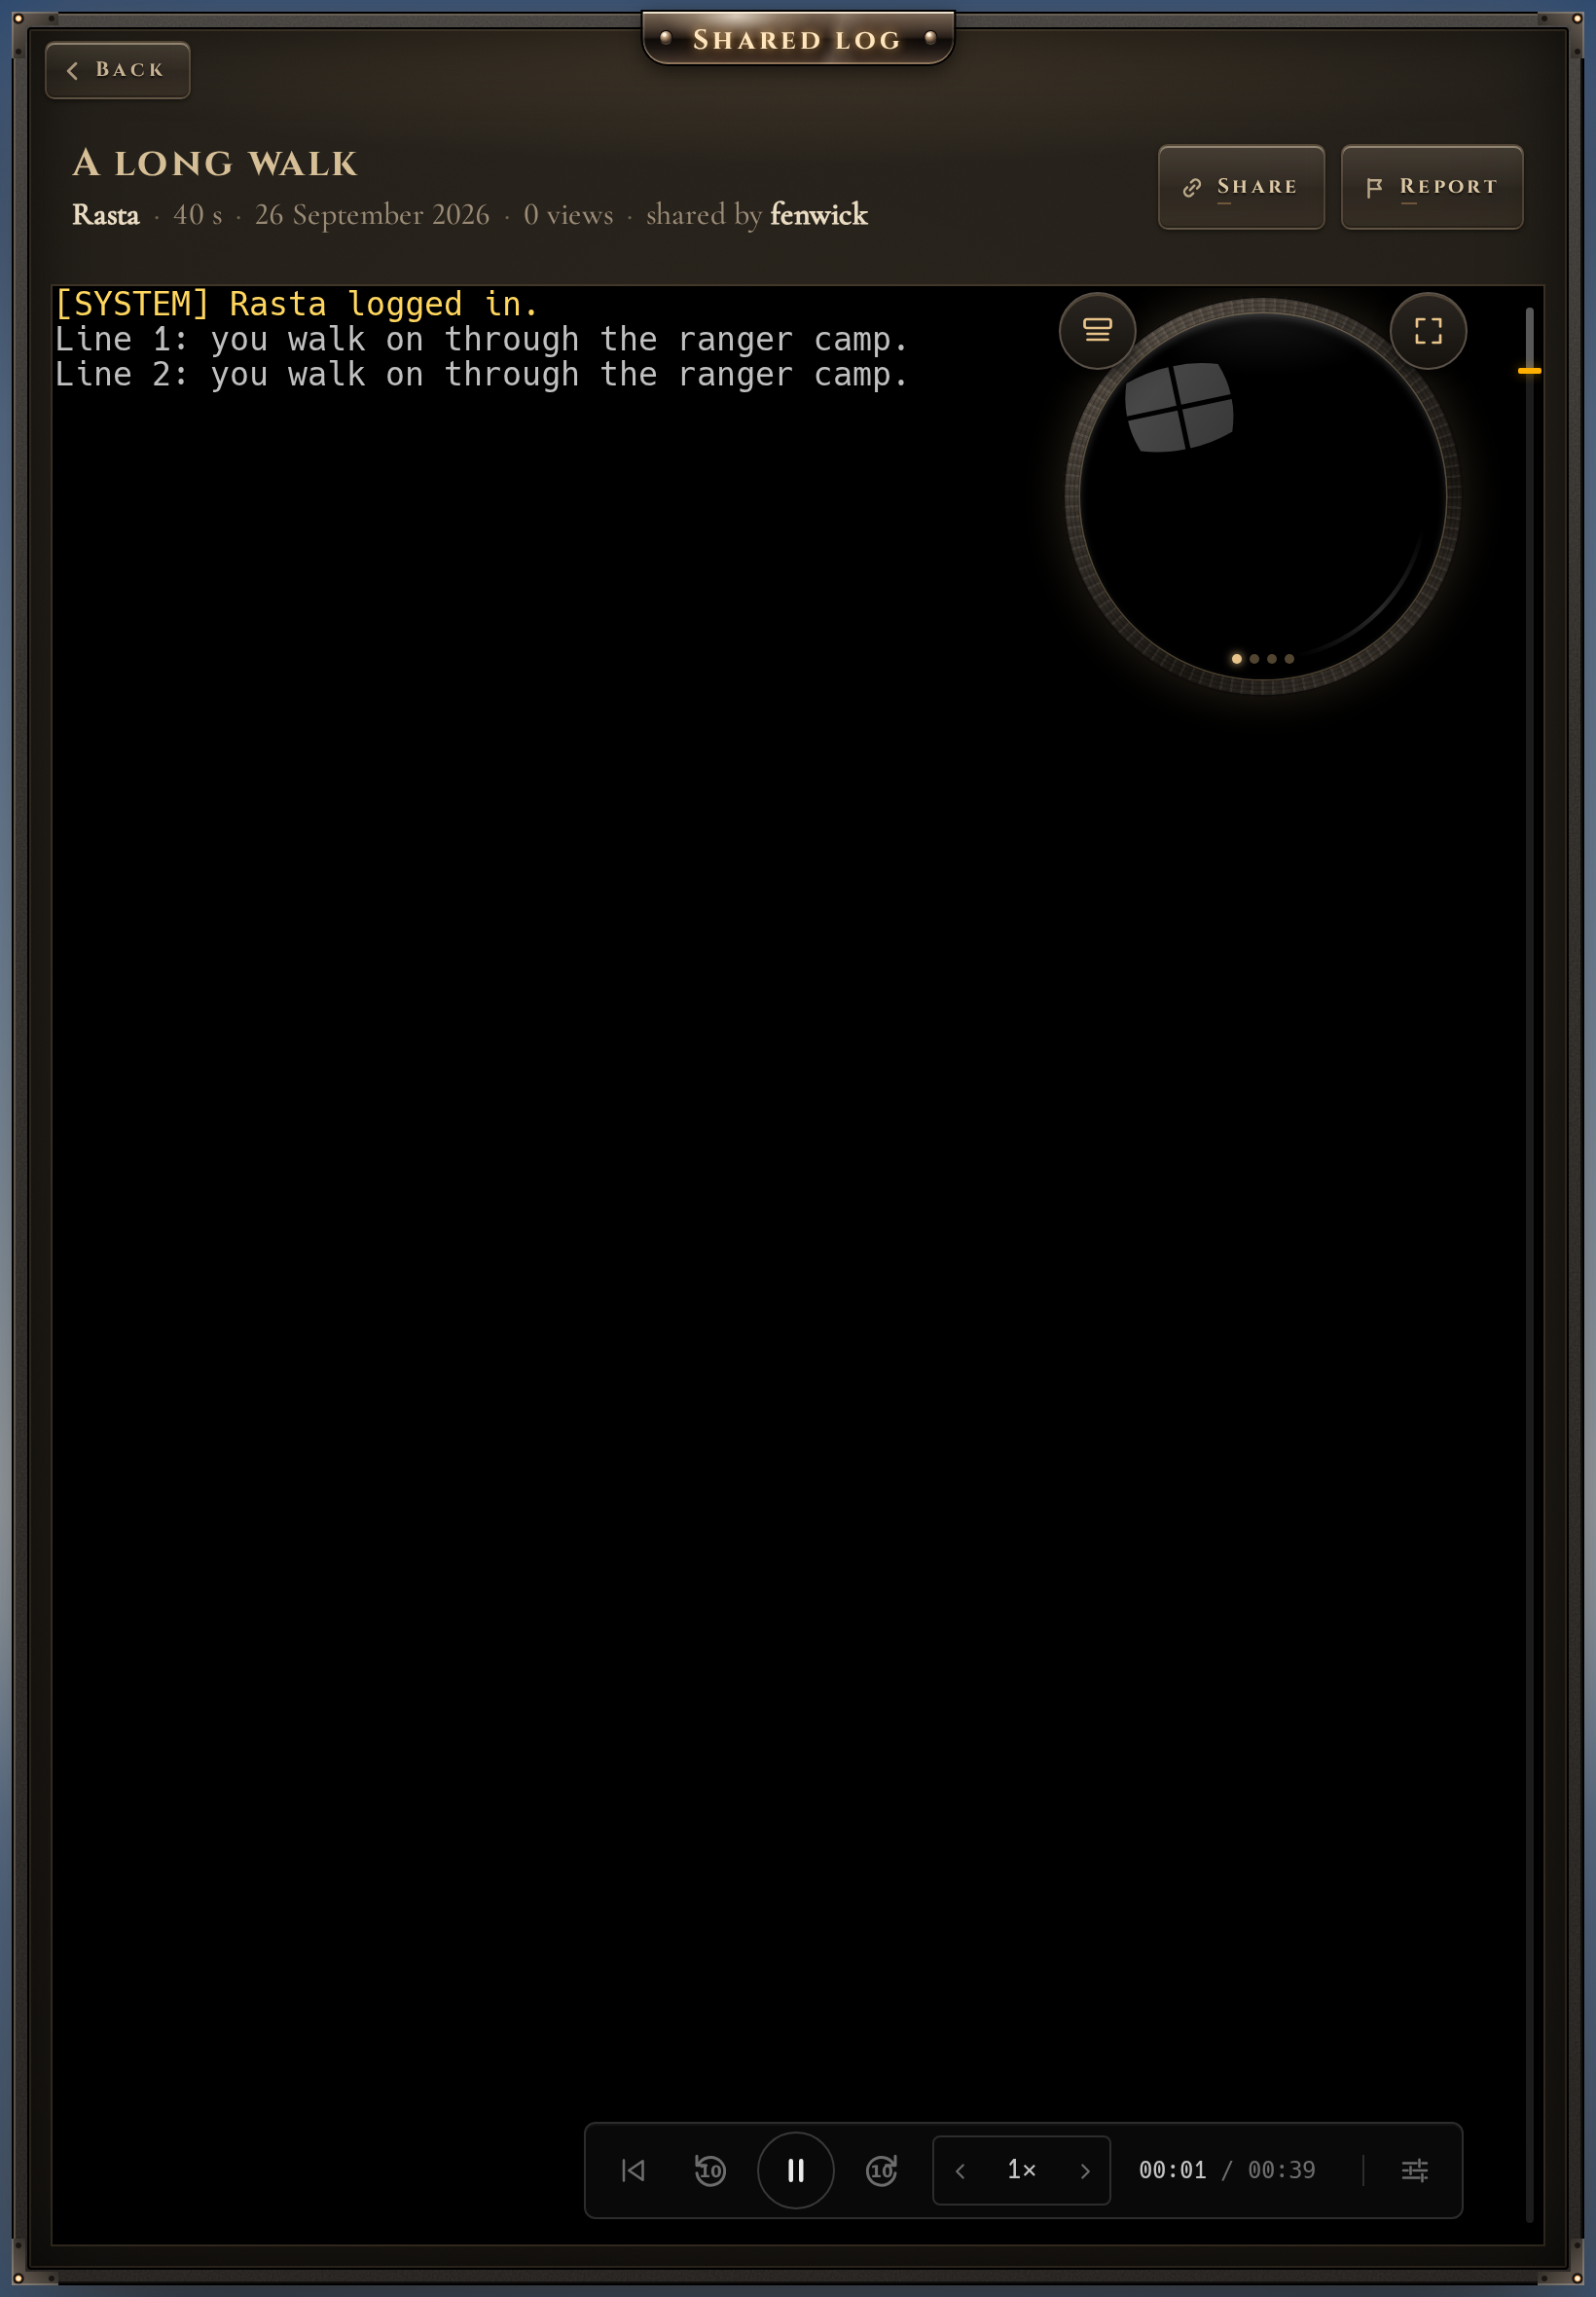 Shared log
Back
A long walk
Share
Report
Rasta · 40 s · 26 September 2026 · 0 views · shared by fenwick
[SYSTEM] Rasta logged in.
Line 1: you walk on through the ranger camp.
Line 2: you walk on through the ranger camp.
10
10
1×
00:01 / 00:39